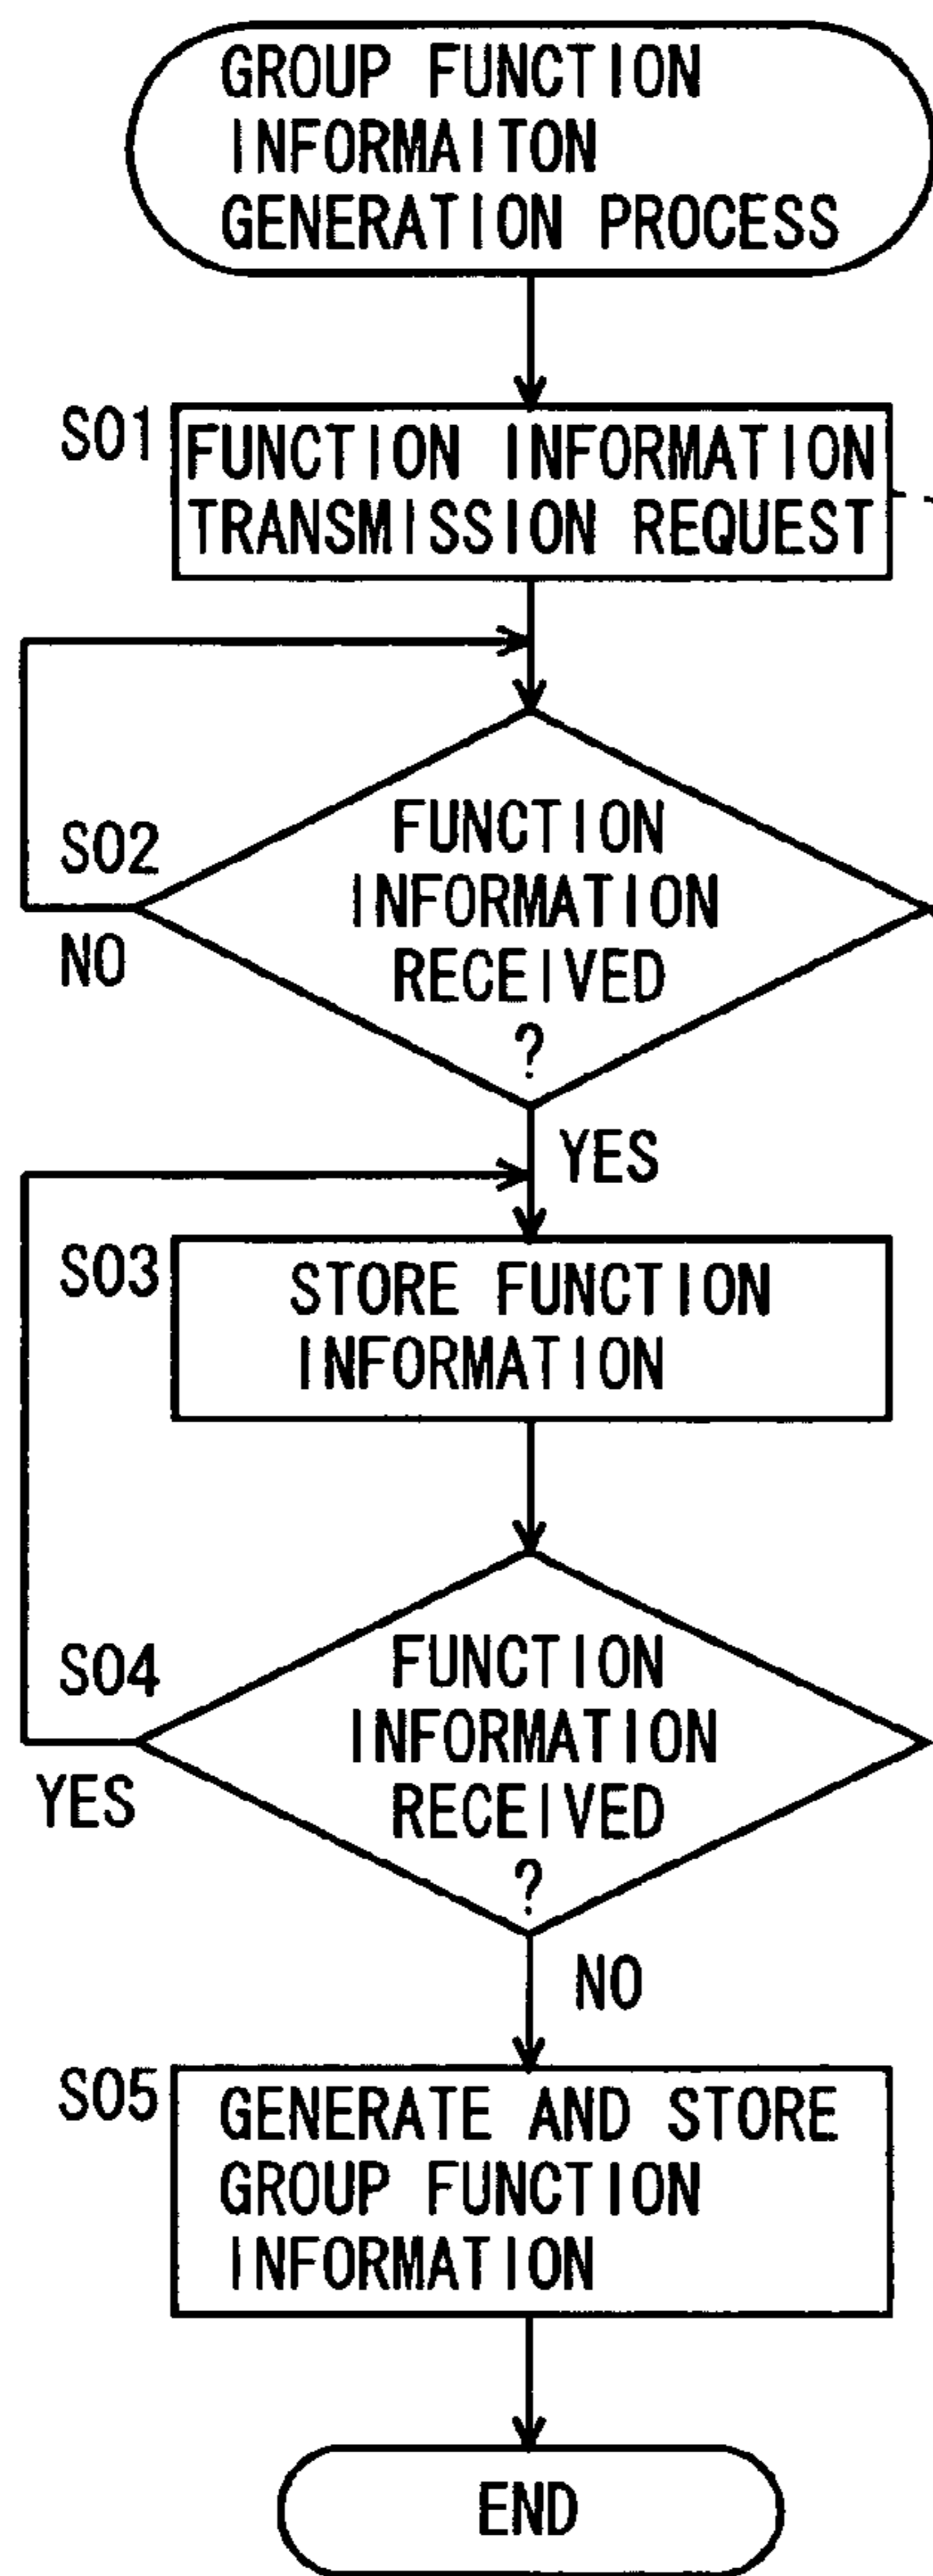 GROUP FUNCTION
INFORMAITON
GENERATION PROCESS
S01
FUNCTION INFORMATION
TRANSMISSION REQUEST
S02
NO
FUNCTION
INFORMATION
RECEIVED
?
YES
S03
STORE FUNCTION
INFORMATION
S04
YES
FUNCTION
INFORMATION
RECEIVED
?
NO
S05
GENERATE AND STORE
GROUP FUNCTION
INFORMATION
END